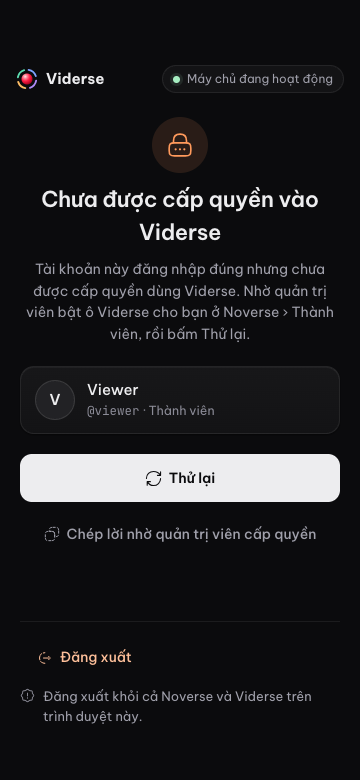 Viderse
Máy chủ đang hoạt động
Chưa được cấp quyền vào
Viderse
Tài khoản này đăng nhập đúng nhưng chưa
được cấp quyền dùng Viderse. Nhờ quản trị
viên bật ô Viderse cho bạn ở Noverse › Thành
viên, rồi bấm Thử lại.
V
Viewer
@viewer · Thành viên
Thử lại
Chép lời nhờ quản trị viên cấp quyền
Đăng xuất
Đăng xuất khỏi cả Noverse và Viderse trên
trình duyệt này.